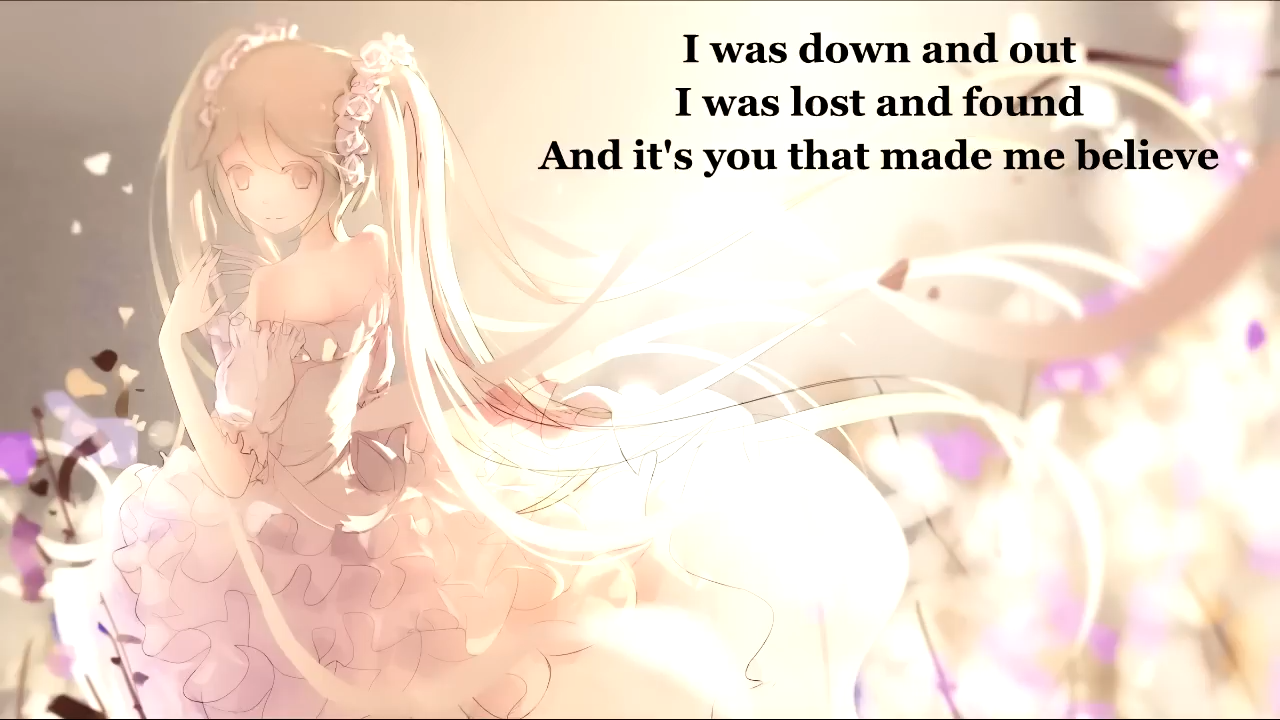 I was down and out
I was lost and found
And it's you that made me believe